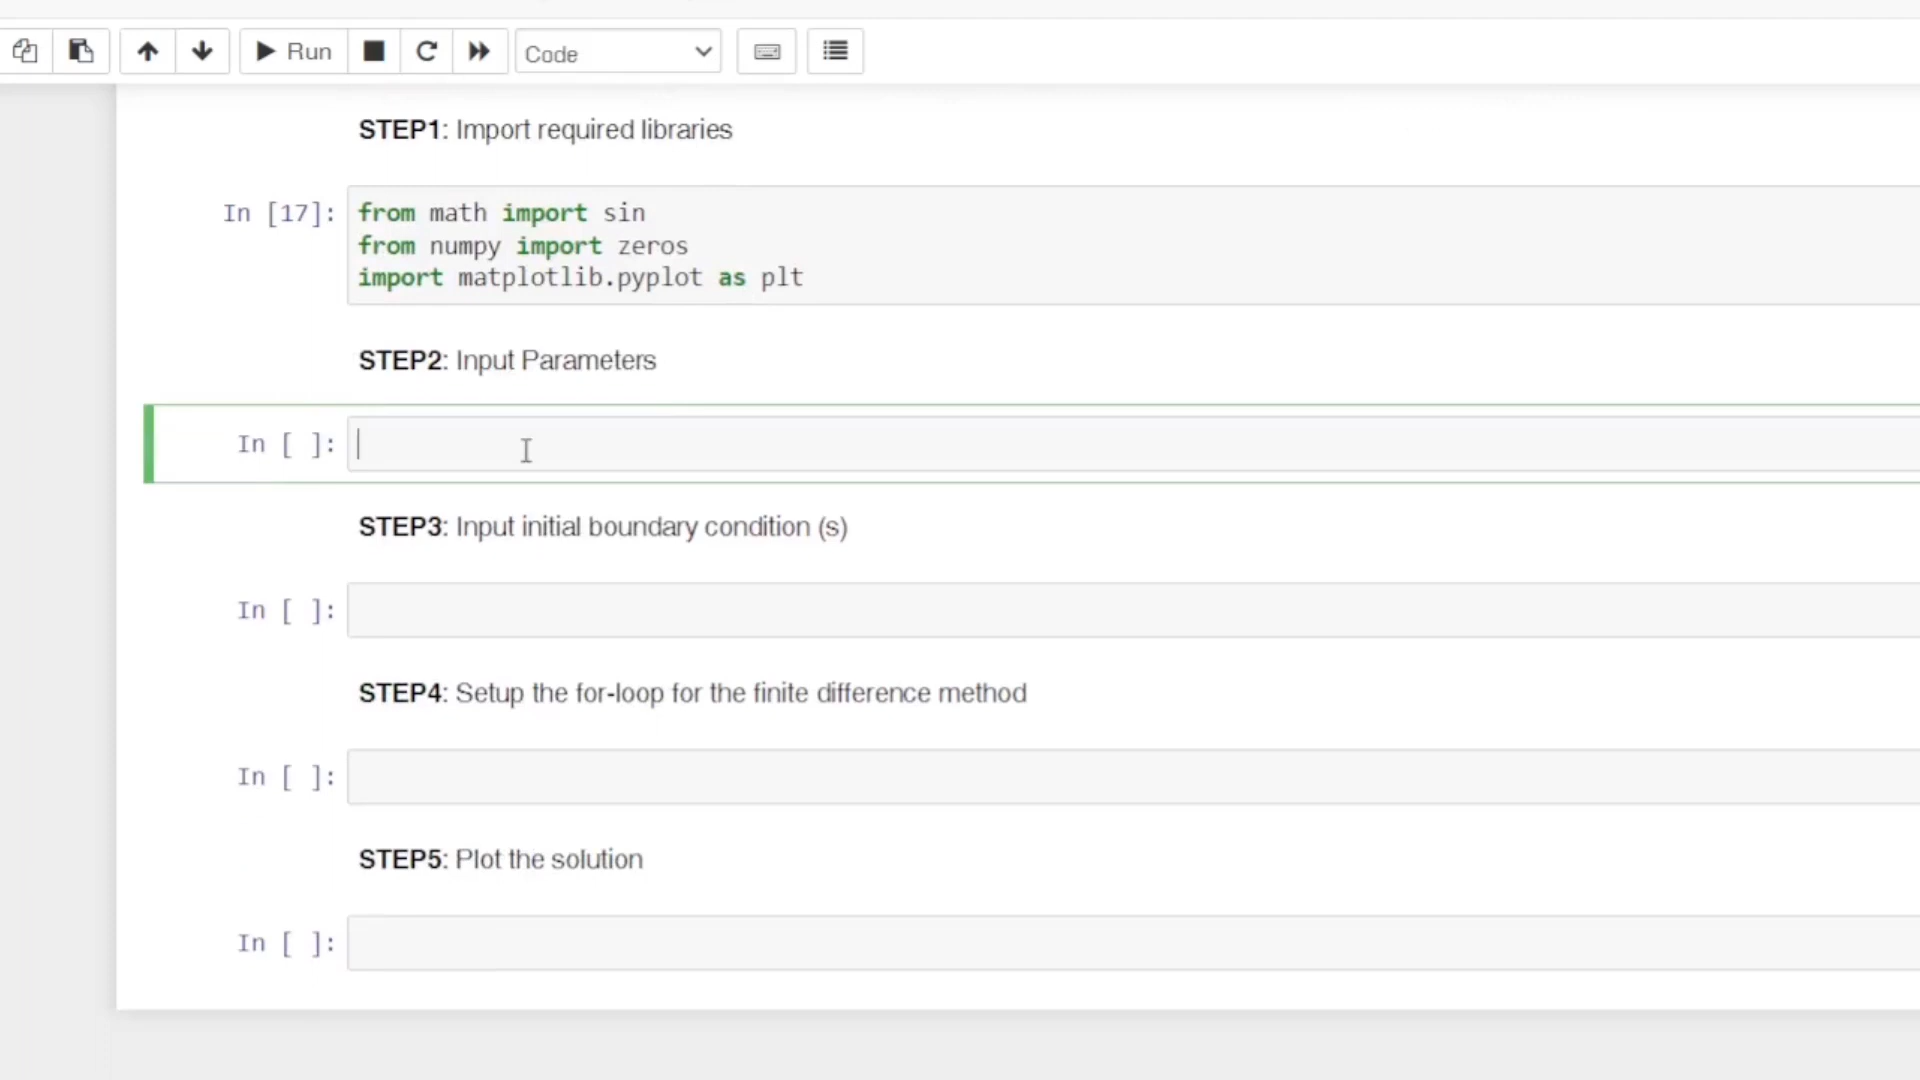 Run
Code
STEP1: Import required libraries
In [17]:
from math import sin
from numpy import zeros
import matplotlib.pyplot as plt
STEP2: Input Parameters
In [ ]:
STEP3: Input initial boundary condition (s)
In [ ]:
STEP4: Setup the for-loop for the finite difference method
In [ ]:
STEP5: Plot the solution
In [ ]: